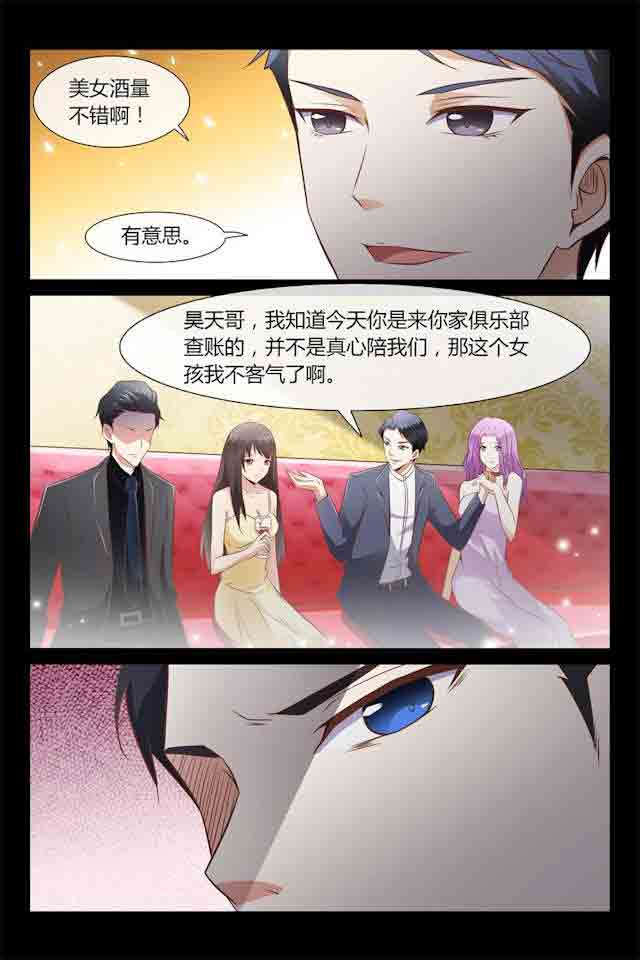 美女酒量
不错啊！
有意思。
昊天哥，我知道今天你是来你家俱乐部
查账的，并不是真心陪我们，那这个女
孩我不客气了啊。